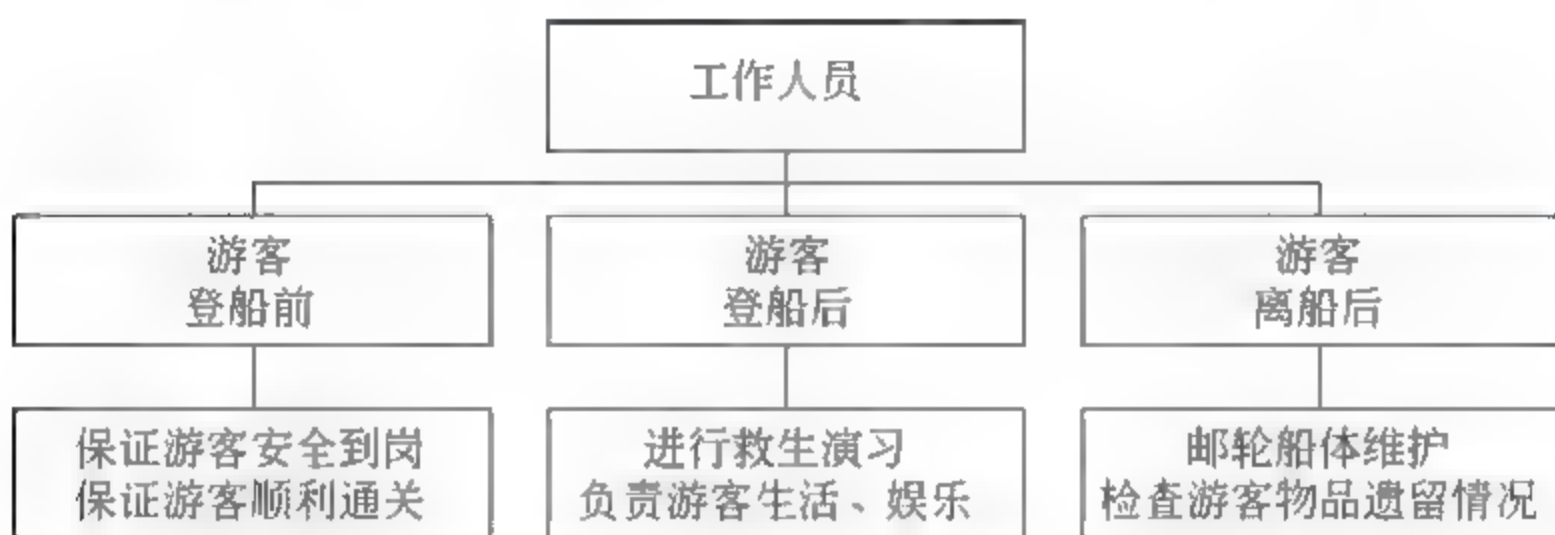 工作人员
游客
登船前
游客
登船后
游客
离船后
保证游客安全到岗
保证游客顺利通关
进行救生演习
负责游客生活、娱乐
邮轮船体维护
检查游客物品遗留情况